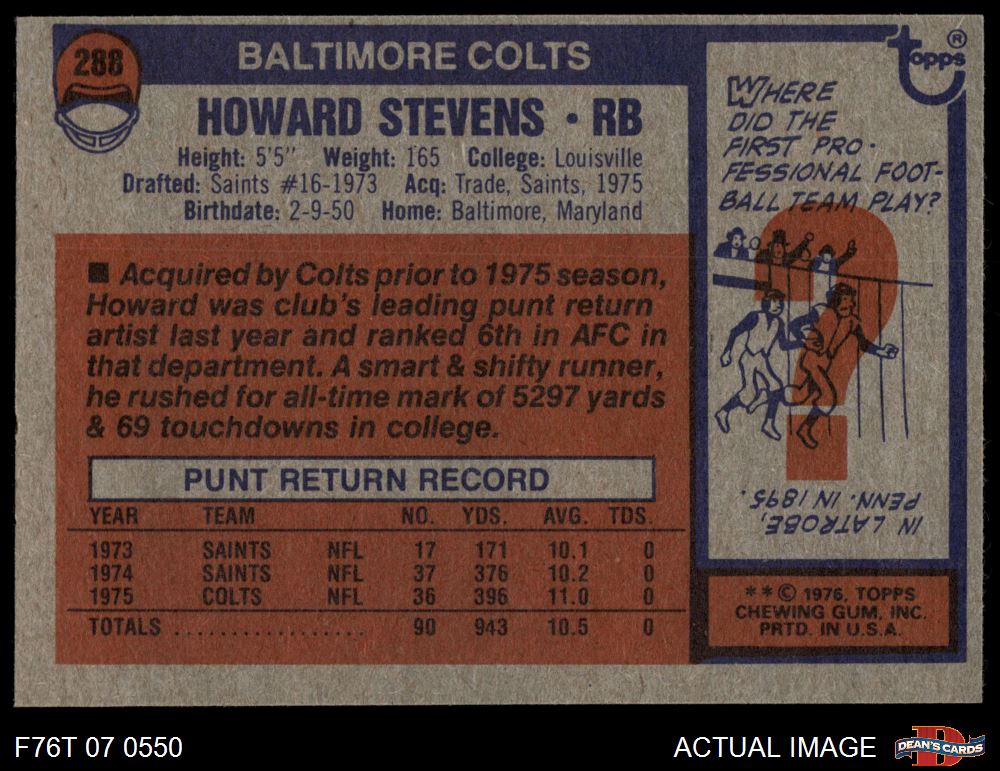 288
BALTIMORE COLTS
HOWARD STEVENS • RB
Height: 5'5" Weight: 165 College: Louisville
Drafted: Saints #16-1973 Acq: Trade, Saints, 1975
Birthdate: 2-9-50 Home: Baltimore, Maryland
■ Acquired by Colts prior to 1975 season,
Howard was club's leading punt return
artist last year and ranked 6th in AFC in
that department. A smart & shifty runner,
he rushed for all-time mark of 5297 yards
& 69 touchdowns in college.
PUNT RETURN RECORD
YEAR TEAM NO. YDS. AVG. TDS.
1973 SAINTS NFL 17 171 10.1 0
1974 SAINTS NFL 37 376 10.2 0
1975 COLTS NFL 36 396 11.0 0
TOTALS .................. 90 943 10.5 0
topps ®
WHERE
DID THE
FIRST PRO-
FESSIONAL FOOT-
BALL TEAM PLAY?
?
IN LATROBE,
PENN. IN 1895.
**© 1976, TOPPS
CHEWING GUM, INC.
PRTD. IN U.S.A.
F76T 07 0550
ACTUAL IMAGE
D
DEAN'S CARDS